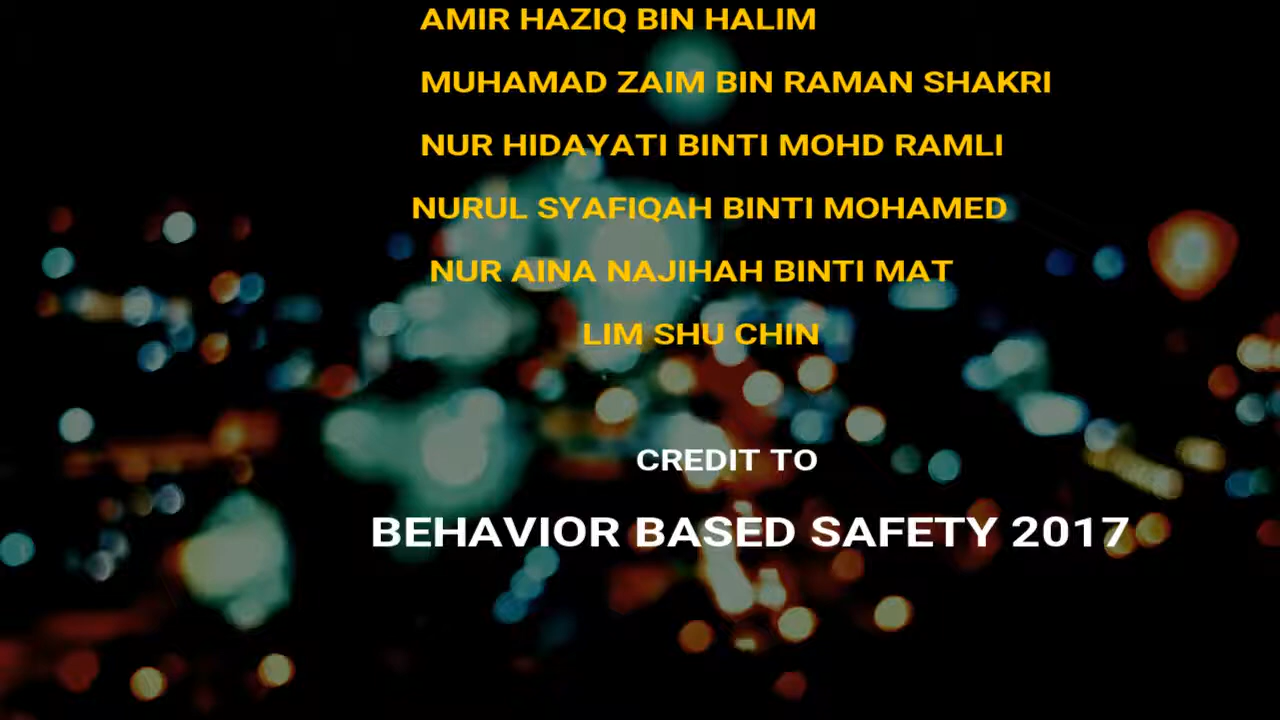 AMIR HAZIQ BIN HALIM
MUHAMAD ZAIM BIN RAMAN SHAKRI
NUR HIDAYATI BINTI MOHD RAMLI
NURUL SYAFIQAH BINTI MOHAMED
NUR AINA NAJIHAH BINTI MAT
LIM SHU CHIN
CREDIT TO
BEHAVIOR BASED SAFETY 2017